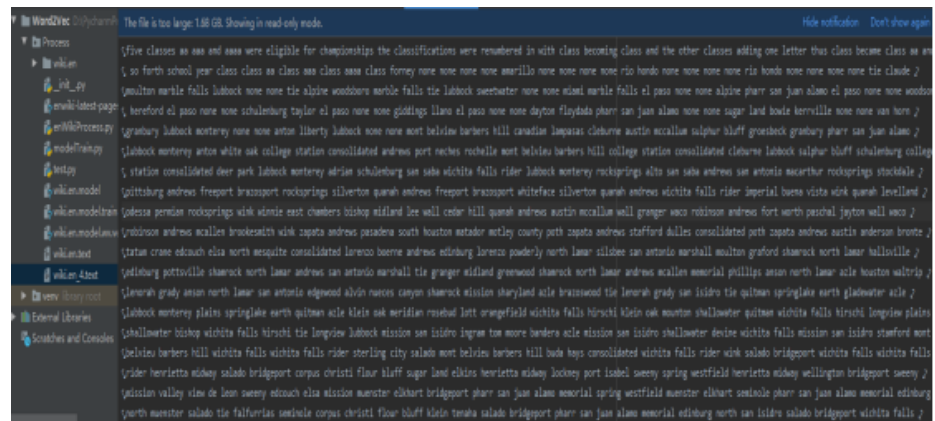 Word2Vec
Process
wiki.en
_init_.py
enwiki-latest-page
enWikiProcess.py
modelTrain.py
test.py
wiki.en.model
wiki.en.model.train
wiki.en.text
wiki.en_4.text
venv library root
External Libraries
Scratches and Consoles
The file is too large: 1.68 GB. Showing in read-only mode.
Hide notification Don't show again
five classes aa aaa and aaaa were eligible for championships the classifications were renumbered in with class becoming class and the other classes adding one letter thus class became class aa an
so forth school year class class aa class aaa class aaaa class forney none none none amarillo none none none none rio hondo none none none none rio hondo none none none none tie claude
moulton marble falls lubbock none none tie alpine woodsboro marble falls tie lubbock sweetwater none none miami marble falls el paso none none alpine pharr san juan alamo el paso none none woodson
hereford el paso none none schulenburg taylor el paso none none giddings llano el paso none none dayton floydada pharr san juan alamo none none sugar land bowie kerrville none none van horn
granbury lubbock monterey none none anton liberty lubbock none none mont belvieu barbers hill canadian lampasas cleburne austin mccallum sulphur bluff groesbeck granbury pharr san juan alamo
lubbock monterey anton white oak college station consolidated andrews port neches rochelle mont belvieu barbers hill college station consolidated cleburne lubbock sulphur bluff schulenburg college
station consolidated deer park lubbock monterey adrian schulenburg san saba wichita falls rider lubbock monterey rocksprings alto san saba andrews san antonio macarthur rocksprings stockdale
pittsburg andrews freeport brazosport rocksprings silverton quanah andrews freeport brazosport whiteface silverton quanah andrews wichita falls rider imperial buena vista wink quanah levelland
odessa permian rocksprings wink winnie east chambers bishop midland lee wall cedar hill quanah andrews austin mccallum wall granger waco robinson andrews fort worth paschal jayton wall waco
robinson andrews mcallen brookesmith wink zapata andrews pasadena south houston matador motley county poth zapata andrews stafford dulles consolidated poth zapata andrews austin anderson bronte
tatum crane edcouch elsa north mesquite consolidated lorenzo boerne andrews edinburg lorenzo powderly north lamar silsbee san antonio marshall moulton graford shamrock north lamar hallsville
edinburg pottsville shamrock north lamar andrews san antonio marshall tie granger midland greenwood shamrock north lamar andrews mcallen memorial phillips anson north lamar azle houston waltrip
lenorah grady anson north lamar san antonio edgewood alvin nueces canyon shamrock mission sharyland azle brazoswood tie lenorah grady san isidro tie quitman springlake earth gladewater azle
lubbock monterey plains springlake earth quitman azle klein oak meridian rosebud lott orangefield wichita falls hirschi klein oak mounton shallowater quitman wichita falls hirschi longview plains
shallowater bishop wichita falls hirschi tie longview lubbock mission san isidro ingram tom moore bandera azle mission san isidro shallowater devine wichita falls mission san isidro stamford mont
belvieu barbers hill wichita falls wichita falls rider sterling city salado mont belvieu barbers hill buda hays consolidated wichita falls rider wink salado bridgeport wichita falls wichita falls
rider henrietta midway salado bridgeport corpus christi flour bluff sugar land elkins henrietta midway lockney port isabel sweeny spring westfield henrietta midway wellington bridgeport sweeny
mission valley view de leon sweeny edcouch elsa mission muenster elkhart bridgeport pharr san juan alamo memorial spring westfield muenster elkhart seminole pharr san juan alamo memorial edinburg
north muenster salado tie falfurrias seminole corpus christi flour bluff klein tenaha salado bridgeport pharr san juan alamo memorial edinburg north san isidro salado bridgeport wichita falls